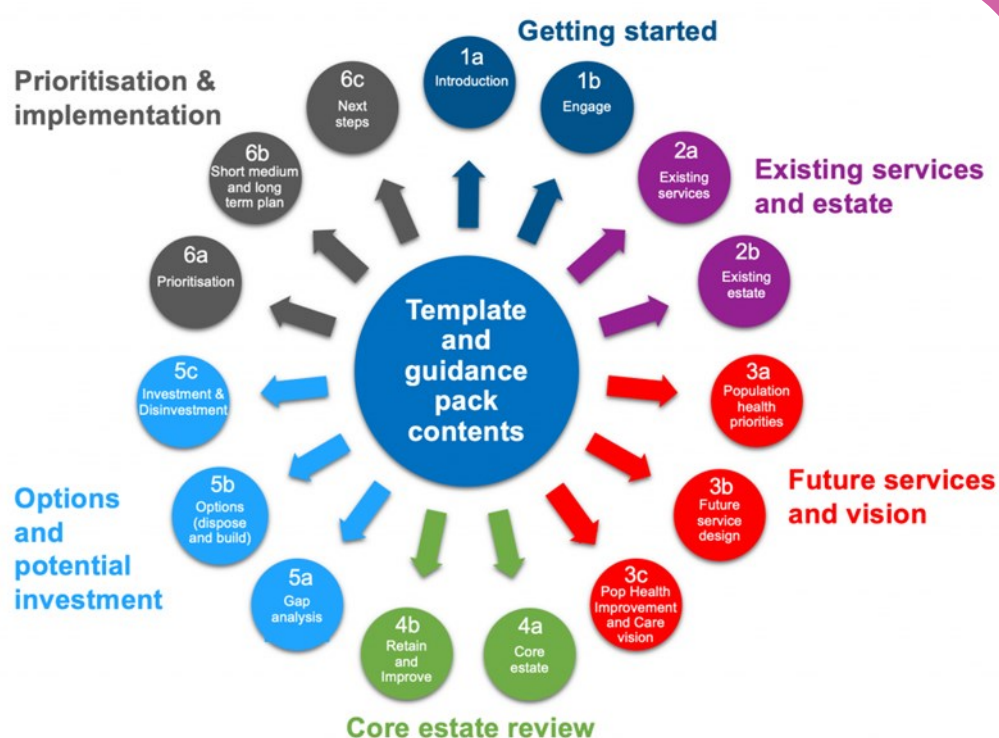 Getting started
1a
Introduction
1b
Engage
2a
Existing
services
Existing services
and estate
2b
Existing
estate
3a
Population
health
priorities
Future services
and vision
3b
Future
service
design
3c
Pop Health
Improvement
and Care
vision
4a
Core
estate
4b
Retain
and
Improve
Core estate review
5a
Gap
analysis
5b
Options
(dispose
and build)
5c
Investment &
Disinvestment
Options
and
potential
investment
6a
Prioritisation
6b
Short medium
and long
term plan
6c
Next
steps
Prioritisation &
implementation
Template
and
guidance
pack
contents